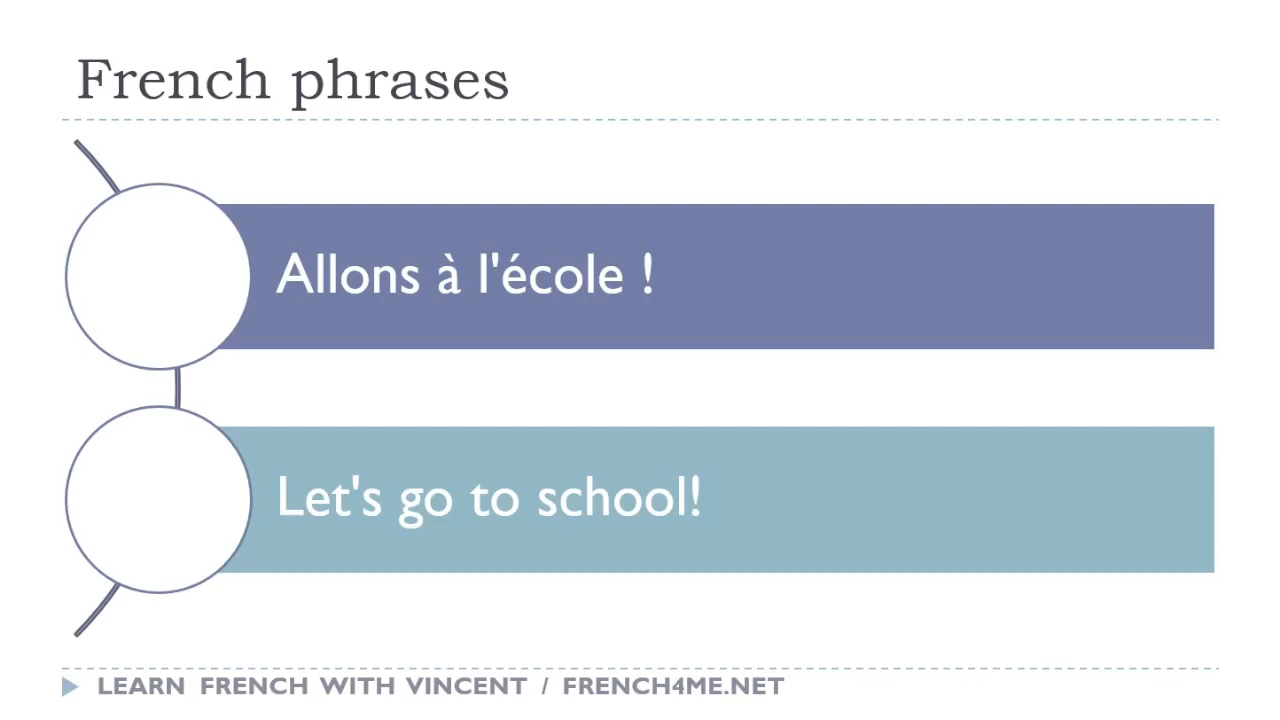 French phrases
Allons à l'école !
Let's go to school!
LEARN FRENCH WITH VINCENT / FRENCH4ME.NET